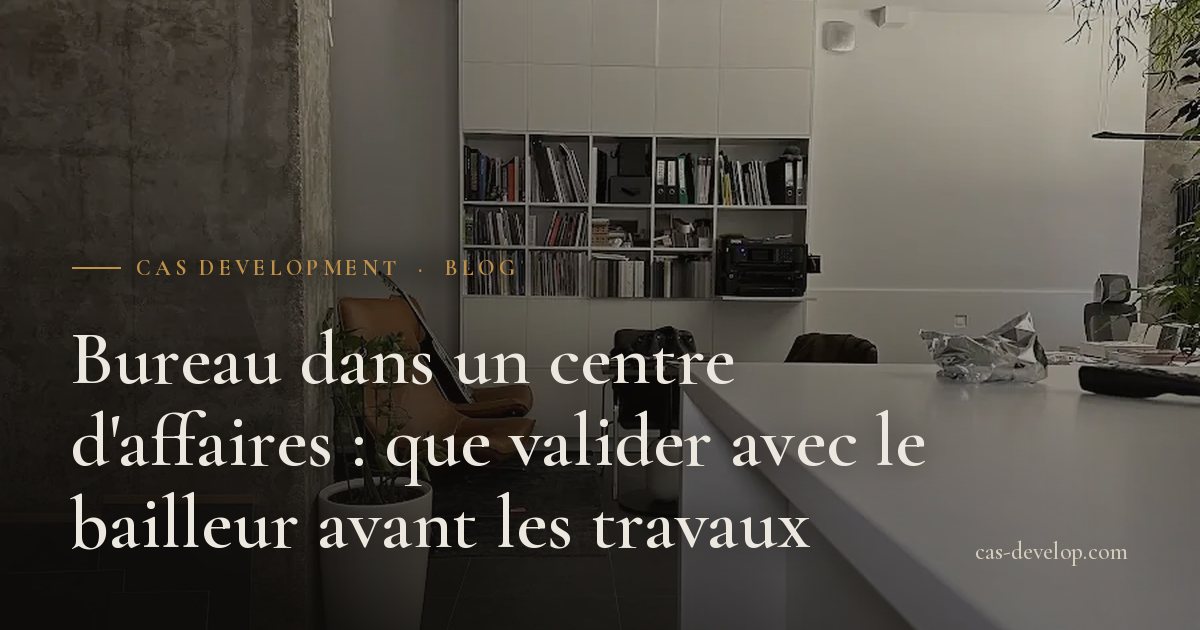 CAS DEVELOPMENT · BLOG
Bureau dans un centre
d'affaires : que valider avec le
bailleur avant les travaux
cas-develop.com